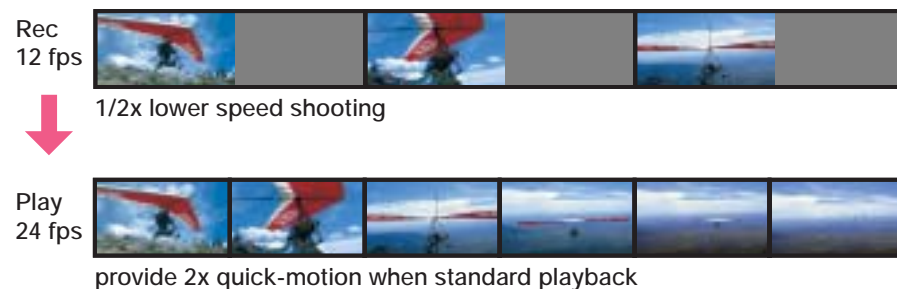 Rec
12 fps
1/2x lower speed shooting
Play
24 fps
provide 2x quick-motion when standard playback